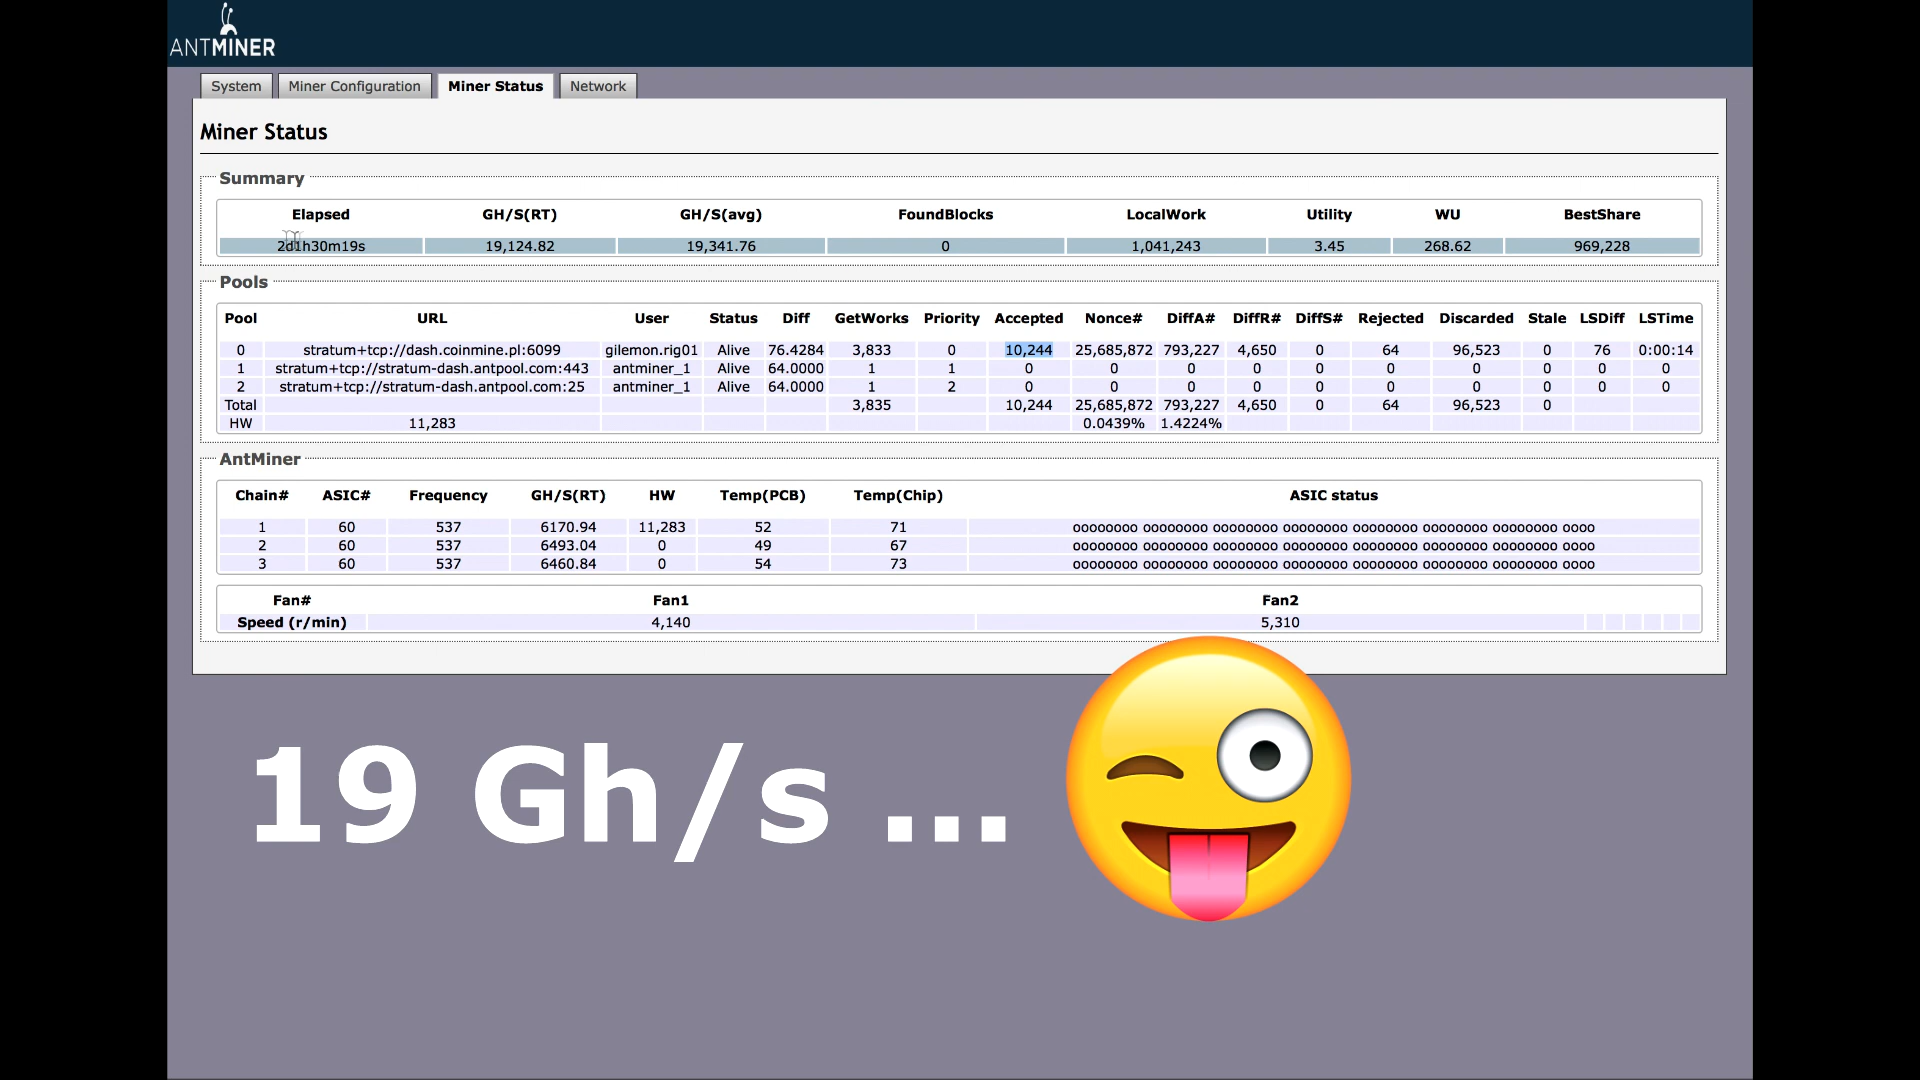 ANTMINER
System Miner Configuration Miner Status Network
Miner Status
Summary
Elapsed GH/S(RT) GH/S(avg) FoundBlocks LocalWork Utility WU BestShare
2d1h30m19s 19,124.82 19,341.76 0 1,041,243 3.45 268.62 969,228
Pools
Pool URL User Status Diff GetWorks Priority Accepted Nonce# DiffA# DiffR# DiffS# Rejected Discarded Stale LSDiff LSTime
0 stratum+tcp://dash.coinmine.pl:6099 gilemon.rig01 Alive 76.4284 3,833 0 10,244 25,685,872 793,227 4,650 0 64 96,523 0 76 0:00:14
1 stratum+tcp://stratum-dash.antpool.com:443 antminer_1 Alive 64.0000 1 1 0 0 0 0 0 0 0 0 0 0
2 stratum+tcp://stratum-dash.antpool.com:25 antminer_1 Alive 64.0000 1 2 0 0 0 0 0 0 0 0 0 0
Total 3,835 10,244 25,685,872 793,227 4,650 0 64 96,523 0
HW 11,283 0.0439% 1.4224%
AntMiner
Chain# ASIC# Frequency GH/S(RT) HW Temp(PCB) Temp(Chip) ASIC status
1 60 537 6170.94 11,283 52 71 oooooooo oooooooo oooooooo oooooooo oooooooo oooooooo oooooooo oooo
2 60 537 6493.04 0 49 67 oooooooo oooooooo oooooooo oooooooo oooooooo oooooooo oooooooo oooo
3 60 537 6460.84 0 54 73 oooooooo oooooooo oooooooo oooooooo oooooooo oooooooo oooooooo oooo
Fan# Fan1 Fan2
Speed (r/min) 4,140 5,310
19 Gh/s ...